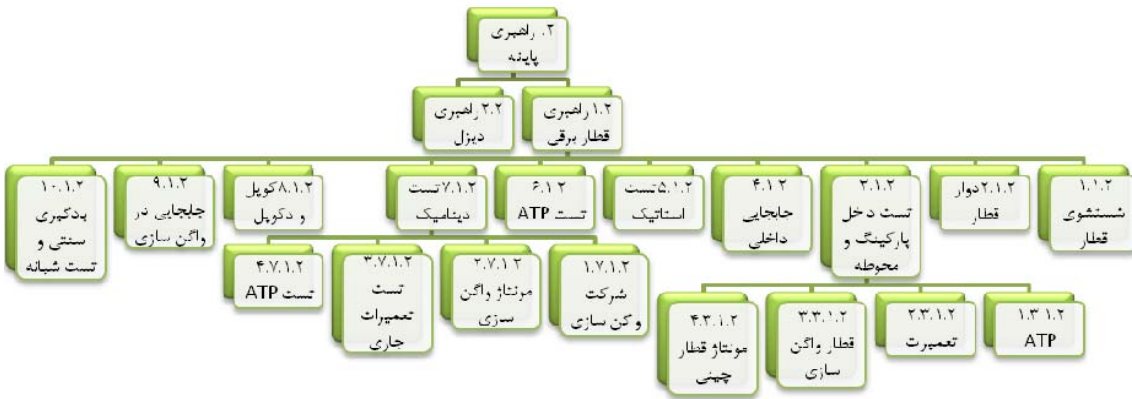 ۲. راهبری
پایانه
۱.۲ راهبری
قطار برقی
۲.۲ راهبری
دیزل
۱.۱.۲
شستشوی
قطار
۲.۱.۲ دوار
قطار
۳.۱.۲
تست داخل
پارکینگ و
محوطه
۴.۱.۲
جابجایی
داخلی
۵.۱.۲ تست
استاتیک
۶.۱.۲
تست ATP
۷.۱.۲ تست
دینامیک
۸.۱.۲ کوپل
و دکوپل
۹.۱.۲
جابجایی در
واگن سازی
۱۰.۱.۲
یادگیری
سنتی و
تست شبانه
۱.۳.۱.۲
ATP
۲.۳.۱.۲
تعمیرت
۳.۳.۱.۲
قطار واگن
سازی
۴.۳.۱.۲
مونتاژ قطار
چینی
۱.۷.۱.۲
شرکت
وکن سازی
۲.۷.۱.۲
مونتاژ واگن
سازی
۳.۷.۱.۲
تست
تعمیرات
جاری
۴.۷.۱.۲
تست ATP